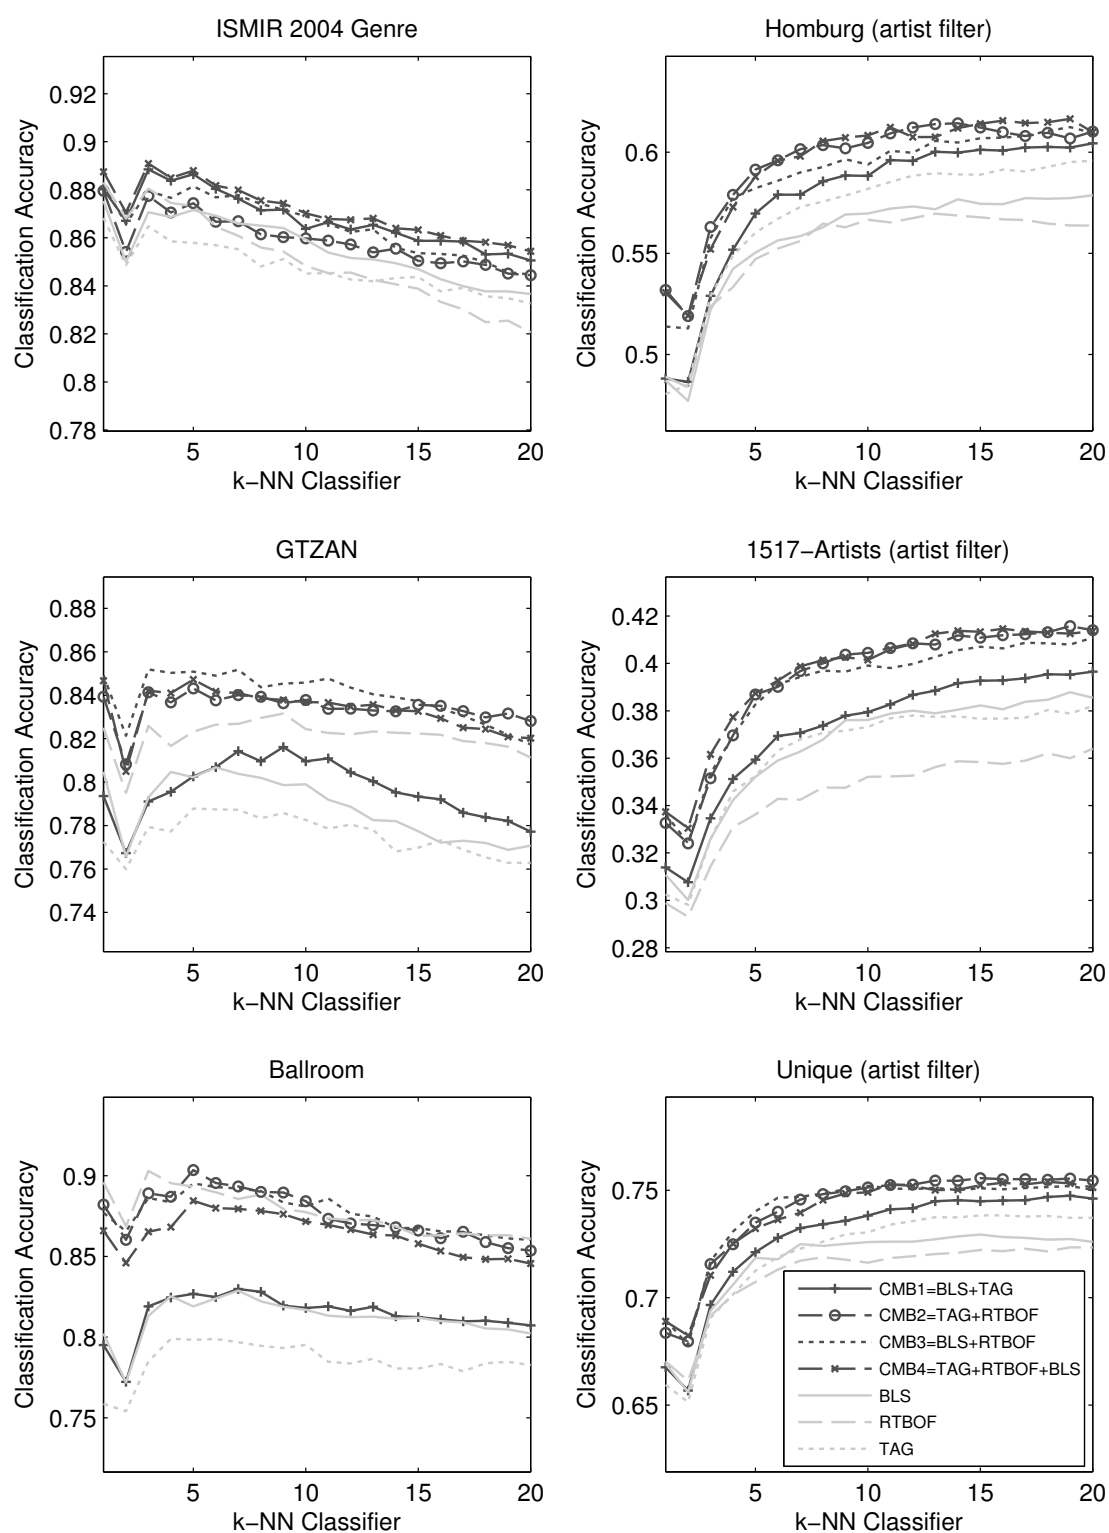 ISMIR 2004 Genre
Classification Accuracy
0.92
0.9
0.88
0.86
0.84
0.82
0.8
0.78
5 10 15 20
k−NN Classifier
Homburg (artist filter)
Classification Accuracy
0.6
0.55
0.5
5 10 15 20
k−NN Classifier
GTZAN
Classification Accuracy
0.88
0.86
0.84
0.82
0.8
0.78
0.76
0.74
5 10 15 20
k−NN Classifier
1517−Artists (artist filter)
Classification Accuracy
0.42
0.4
0.38
0.36
0.34
0.32
0.3
0.28
5 10 15 20
k−NN Classifier
Ballroom
Classification Accuracy
0.9
0.85
0.8
0.75
5 10 15 20
k−NN Classifier
Unique (artist filter)
Classification Accuracy
0.75
0.7
0.65
CMB1=BLS+TAG
CMB2=TAG+RTBOF
CMB3=BLS+RTBOF
CMB4=TAG+RTBOF+BLS
BLS
RTBOF
TAG
5 10 15 20
k−NN Classifier